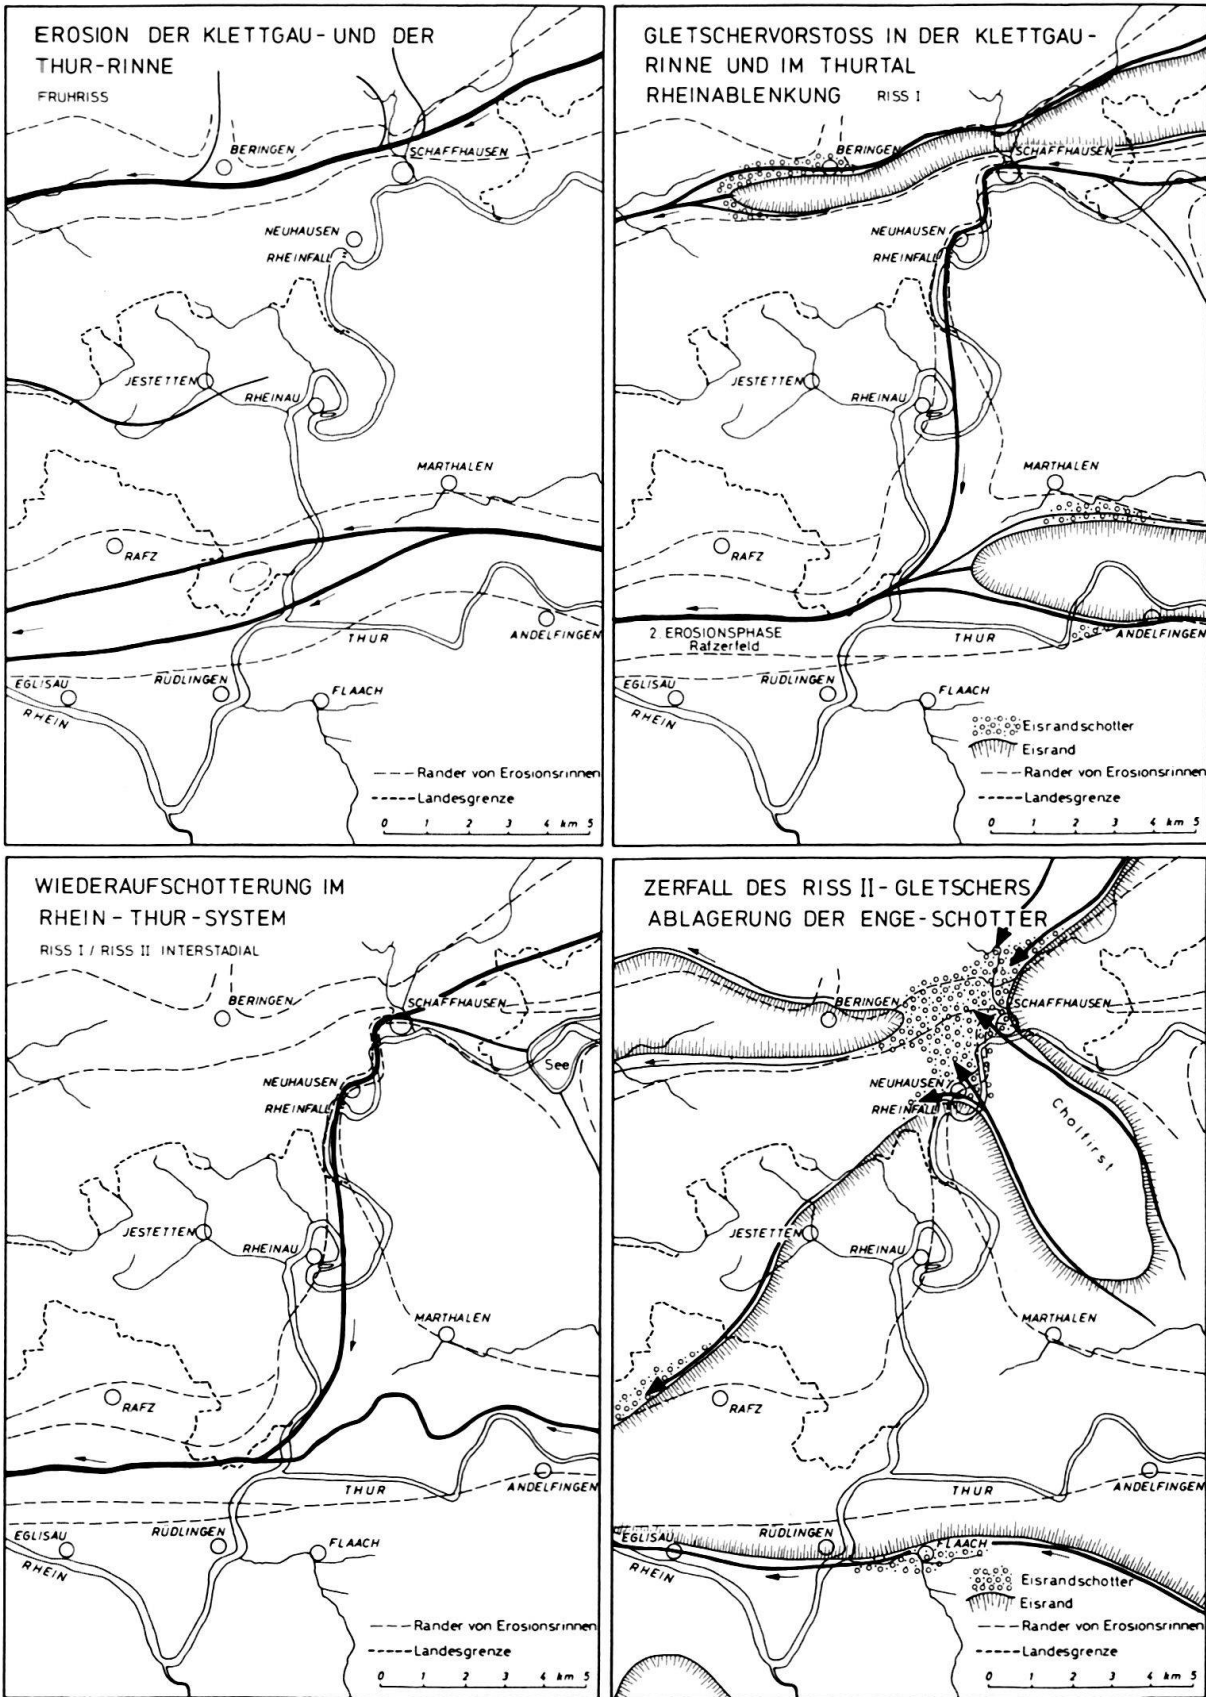 EROSION DER KLETTGAU- UND DER
THUR-RINNE
FRUHRISS
BERINGEN
SCHAFFHAUSEN
NEUHAUSEN
RHEINFALL
JESTETTEN
RHEINAU
MARTHALEN
RAFZ
THUR
ANDELFINGEN
EGLISAU
RÜDLINGEN
FLAACH
RHEIN
Rander von Erosionsrinnen
Landesgrenze
0 1 2 3 4 km 5
GLETSCHERVORSTOSS IN DER KLETTGAU-
RINNE UND IM THURTAL
RHEINABLENKUNG RISS I
BERINGEN
SCHAFFHAUSEN
NEUHAUSEN
RHEINFALL
JESTETTEN
RHEINAU
MARTHALEN
RAFZ
2. EROSIONSPHASE
Rafzerfeld
THUR
ANDELFINGEN
EGLISAU
RÜDLINGEN
FLAACH
RHEIN
Eisrandschotter
Eisrand
Rander von Erosionsrinnen
Landesgrenze
0 1 2 3 4 km 5
WIEDERAUFSCHOTTERUNG IM
RHEIN-THUR-SYSTEM
RISS I / RISS II INTERSTADIAL
BERINGEN
SCHAFFHAUSEN
See
NEUHAUSEN
RHEINFALL
JESTETTEN
RHEINAU
MARTHALEN
RAFZ
THUR
ANDELFINGEN
EGLISAU
RÜDLINGEN
FLAACH
RHEIN
Rander von Erosionsrinnen
Landesgrenze
0 1 2 3 4 km 5
ZERFALL DES RISS II-GLETSCHERS
ABLAGERUNG DER ENGE-SCHOTTER
BERINGEN
SCHAFFHAUSEN
NEUHAUSEN
RHEINFALL
Cholfirst
JESTETTEN
RHEINAU
MARTHALEN
RAFZ
THUR
ANDELFINGEN
EGLISAU
RÜDLINGEN
FLAACH
RHEIN
Eisrandschotter
Eisrand
Rander von Erosionsrinnen
Landesgrenze
0 1 2 3 4 km 5